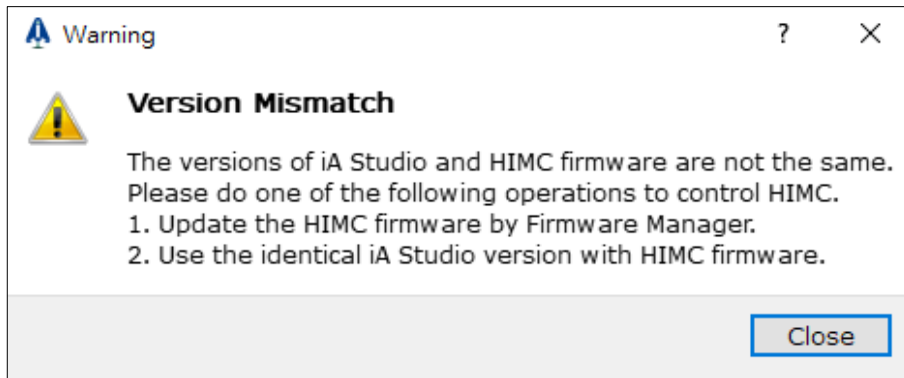 Warning
?
Version Mismatch
The versions of iA Studio and HIMC firmware are not the same.
Please do one of the following operations to control HIMC.
1. Update the HIMC firmware by Firmware Manager.
2. Use the identical iA Studio version with HIMC firmware.
Close